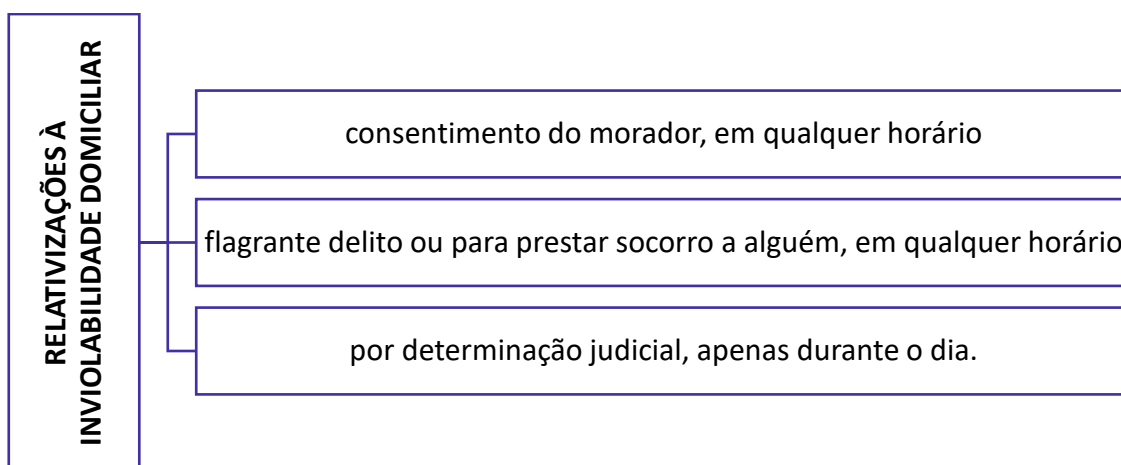 RELATIVIZAÇÕES À
INVIOLABILIDADE DOMICILIAR
consentimento do morador, em qualquer horário
flagrante delito ou para prestar socorro a alguém, em qualquer horário
por determinação judicial, apenas durante o dia.